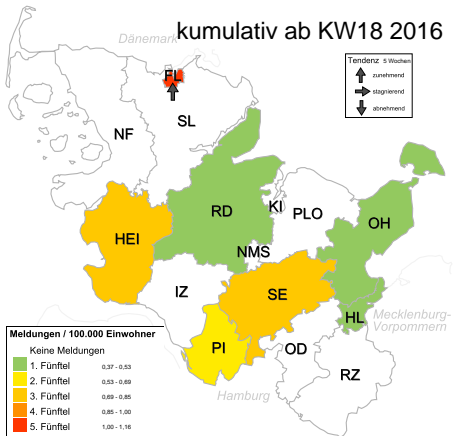 kumulativ ab KW18 2016
Dänemark
Tendenz 5 Wochen
zunehmend
stagnierend
abnehmend
FL
SL
NF
KI
PLO
RD
OH
HEI
NMS
IZ
SE
HL
Mecklenburg-
Vorpommern
PI
OD
RZ
Hamburg
Meldungen / 100.000 Einwohner
Keine Meldungen
1. Fünftel 0,37 - 0,53
2. Fünftel 0,53 - 0,69
3. Fünftel 0,69 - 0,85
4. Fünftel 0,85 - 1,00
5. Fünftel 1,00 - 1,16